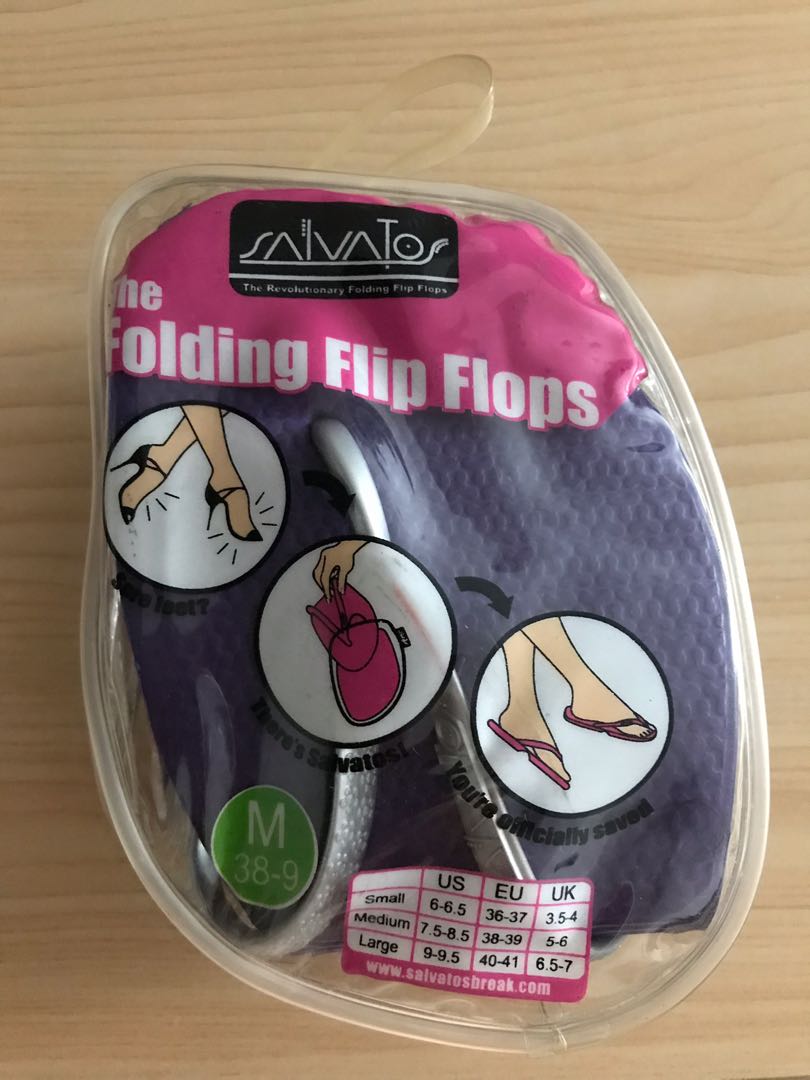 salvatos
The Revolutionary Folding Flip Flops
The
Folding Flip Flops
Sore feet?
There's Salvatos!
You're officially saved
M
38-9
US EU UK
Small 6-6.5 36-37 3.5-4
Medium 7.5-8.5 38-39 5-6
Large 9-9.5 40-41 6.5-7
www.salvatosbreak.com